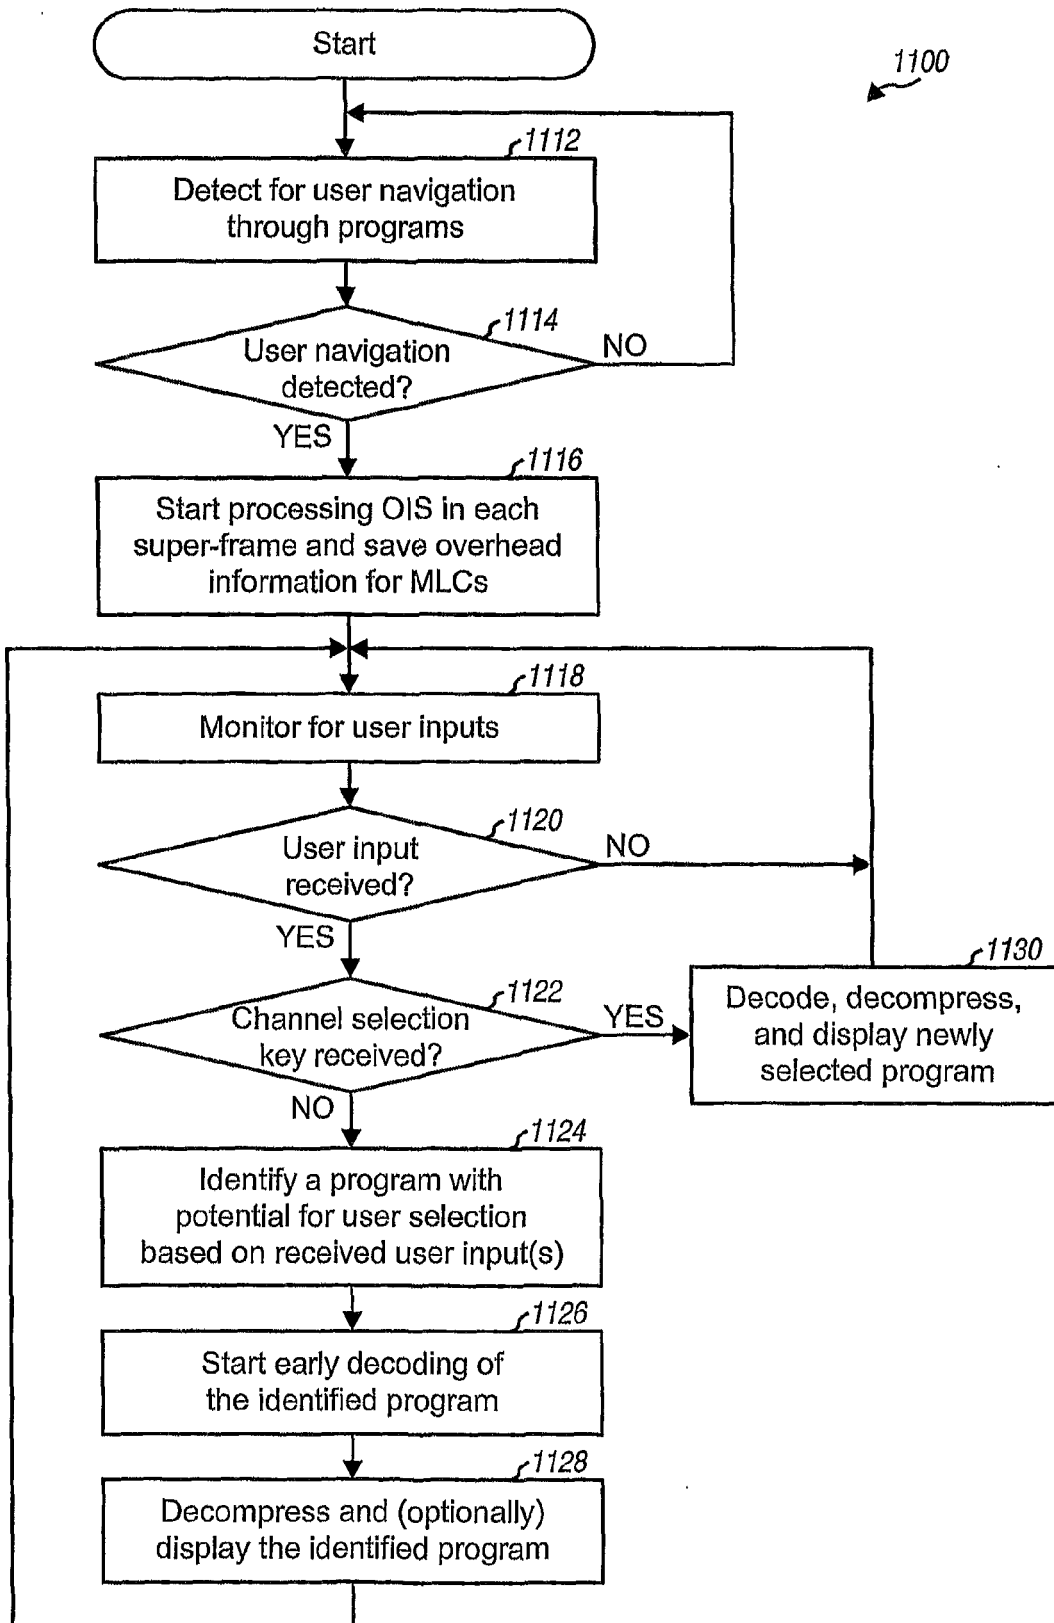 Start
1100
1112
Detect for user navigation
through programs
1114
User navigation
detected?
NO
YES
1116
Start processing OIS in each
super-frame and save overhead
information for MLCs
1118
Monitor for user inputs
1120
User input
received?
NO
YES
1122
Channel selection
key received?
YES
1130
Decode, decompress,
and display newly
selected program
NO
1124
Identify a program with
potential for user selection
based on received user input(s)
1126
Start early decoding of
the identified program
1128
Decompress and (optionally)
display the identified program